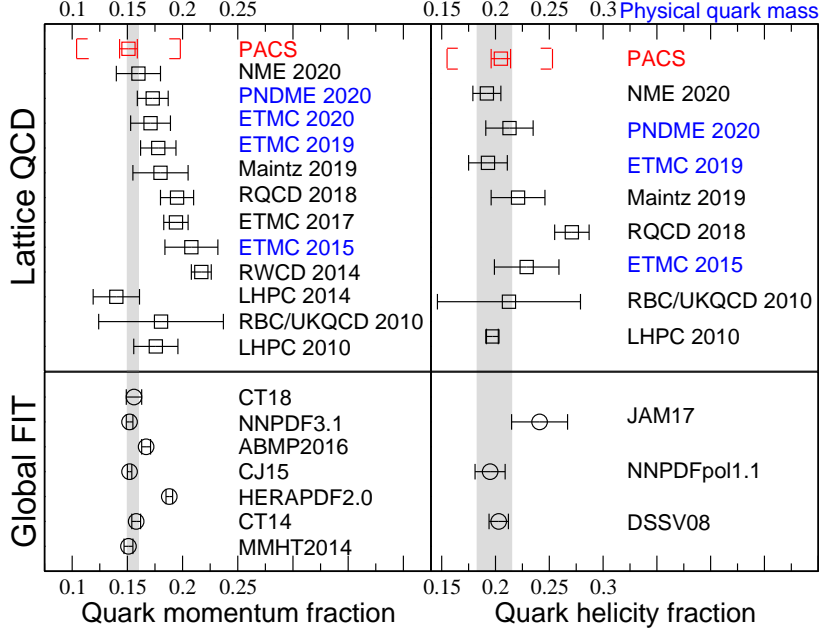 0.1 0.15 0.2 0.25
0.15 0.2 0.25 0.3 Physical quark mass
Lattice QCD
PACS
NME 2020
PNDME 2020
ETMC 2020
ETMC 2019
Maintz 2019
RQCD 2018
ETMC 2017
ETMC 2015
RWCD 2014
LHPC 2014
RBC/UKQCD 2010
LHPC 2010
PACS
NME 2020
PNDME 2020
ETMC 2019
Maintz 2019
RQCD 2018
ETMC 2015
RBC/UKQCD 2010
LHPC 2010
Global FIT
CT18
NNPDF3.1
ABMP2016
CJ15
HERAPDF2.0
CT14
MMHT2014
JAM17
NNPDFpol1.1
DSSV08
0.1 0.15 0.2 0.25
Quark momentum fraction
0.15 0.2 0.25 0.3
Quark helicity fraction